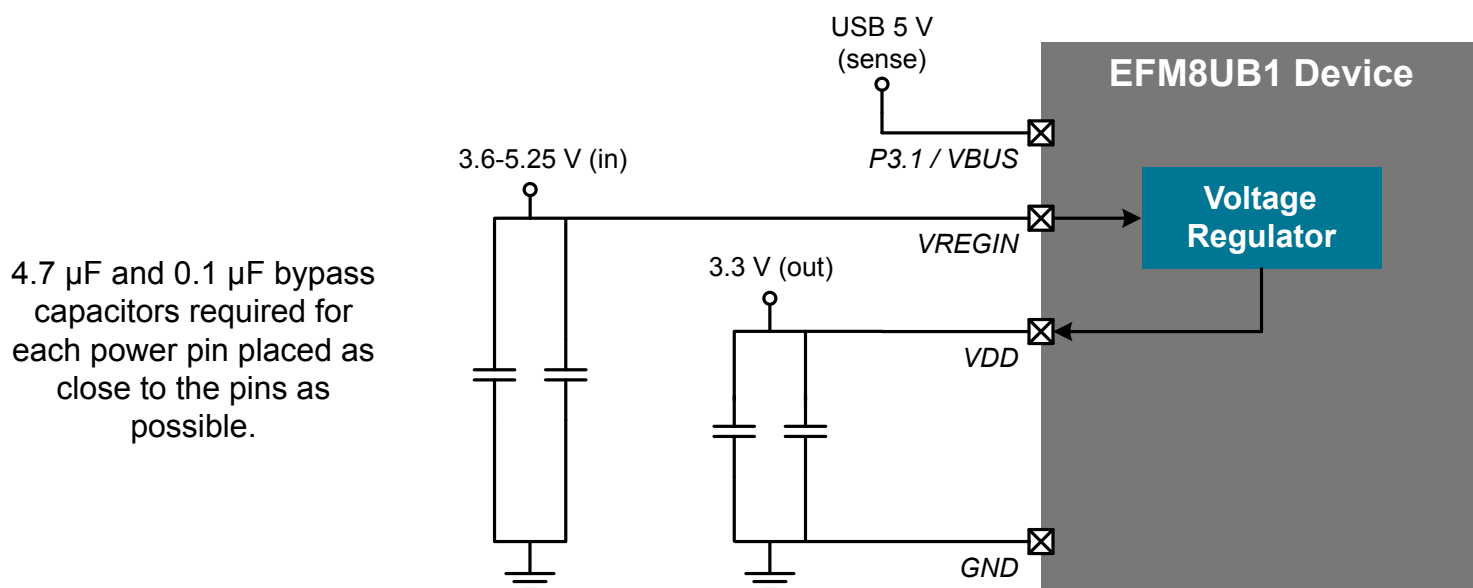 USB 5 V
(sense)
EFM8UB1 Device
P3.1 / VBUS
3.6-5.25 V (in)
VREGIN
Voltage
Regulator
4.7 µF and 0.1 µF bypass
capacitors required for
each power pin placed as
close to the pins as
possible.
3.3 V (out)
VDD
GND